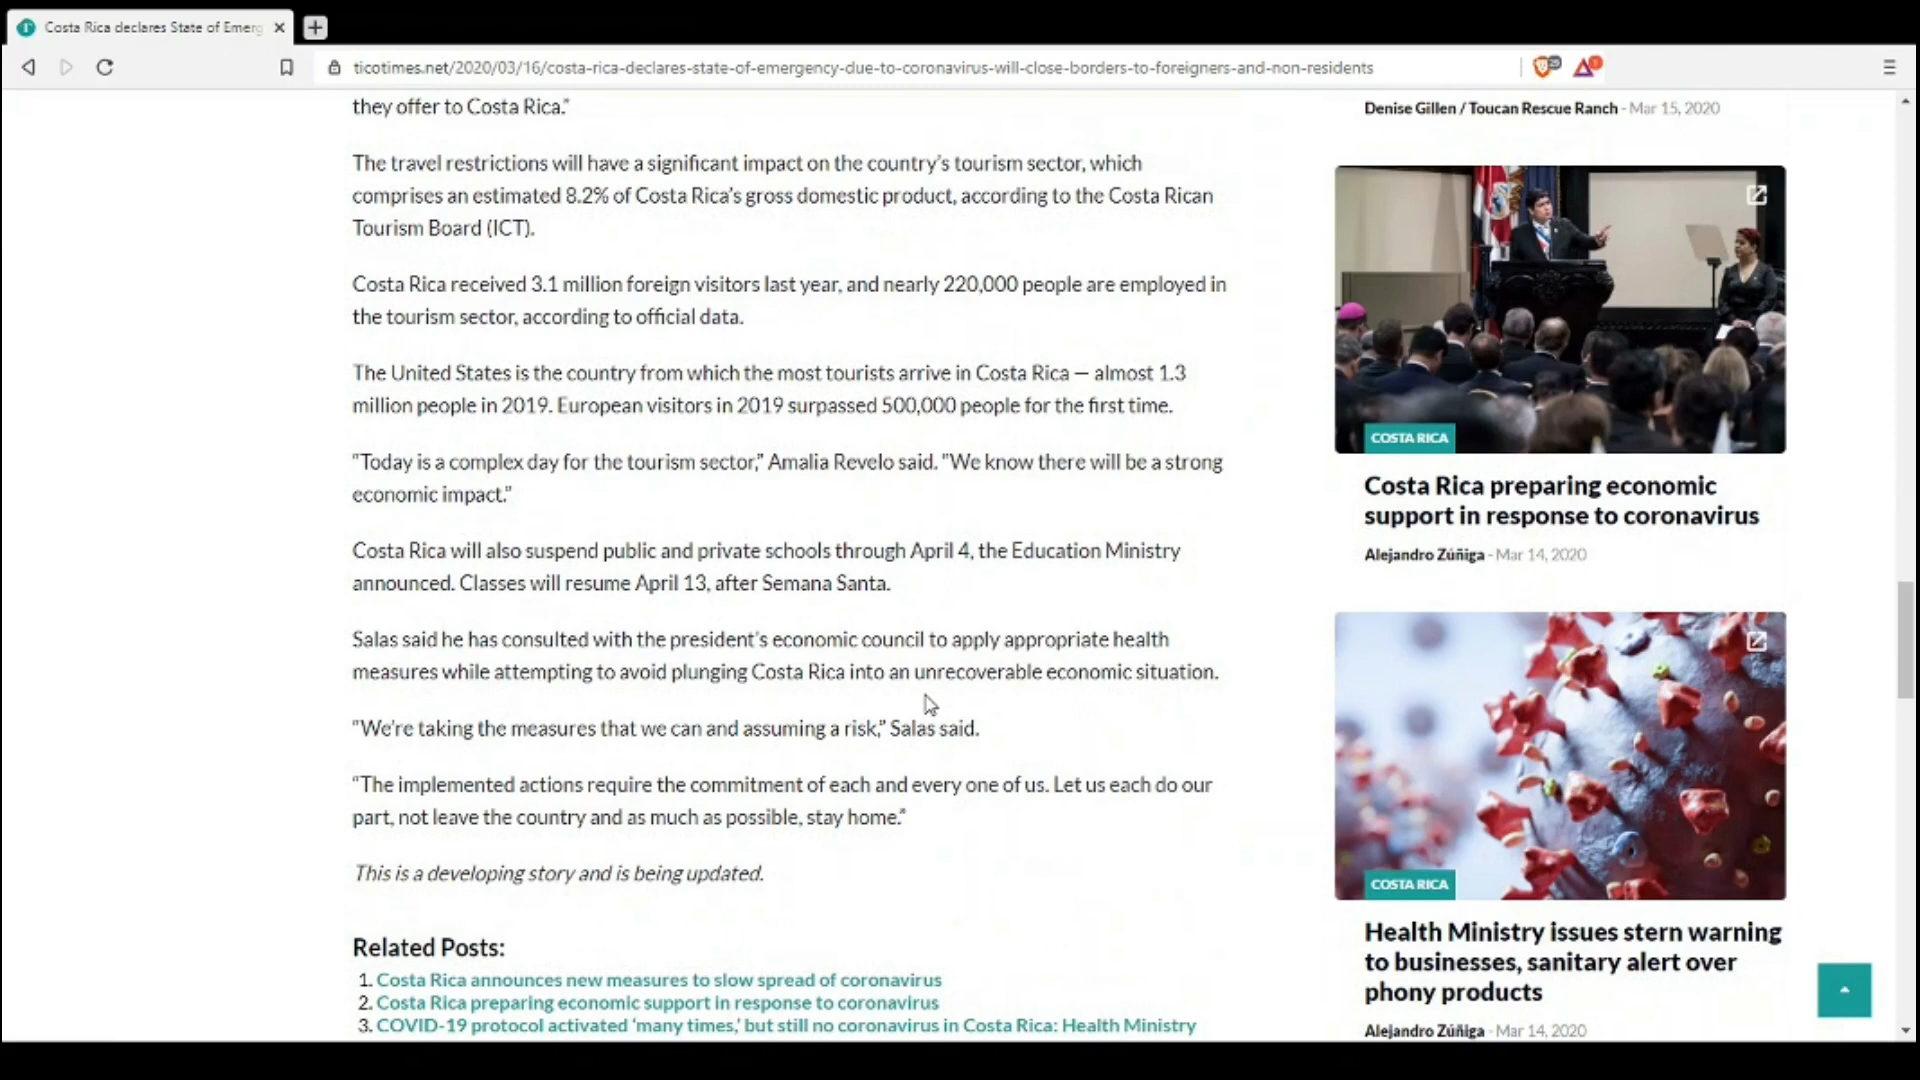 Costa Rica declares State of Emerg
ticotimes.net/2020/03/16/costa-rica-declares-state-of-emergency-due-to-coronavirus-will-close-borders-to-foreigners-and-non-residents
they offer to Costa Rica.”
The travel restrictions will have a significant impact on the country’s tourism sector, which
comprises an estimated 8.2% of Costa Rica’s gross domestic product, according to the Costa Rican
Tourism Board (ICT).
Costa Rica received 3.1 million foreign visitors last year, and nearly 220,000 people are employed in
the tourism sector, according to official data.
The United States is the country from which the most tourists arrive in Costa Rica — almost 1.3
million people in 2019. European visitors in 2019 surpassed 500,000 people for the first time.
“Today is a complex day for the tourism sector,” Amalia Revelo said. "We know there will be a strong
economic impact.”
Costa Rica will also suspend public and private schools through April 4, the Education Ministry
announced. Classes will resume April 13, after Semana Santa.
Salas said he has consulted with the president’s economic council to apply appropriate health
measures while attempting to avoid plunging Costa Rica into an unrecoverable economic situation.
“We’re taking the measures that we can and assuming a risk,” Salas said.
“The implemented actions require the commitment of each and every one of us. Let us each do our
part, not leave the country and as much as possible, stay home.”
This is a developing story and is being updated.
Related Posts:
1. Costa Rica announces new measures to slow spread of coronavirus
2. Costa Rica preparing economic support in response to coronavirus
3. COVID-19 protocol activated ‘many times,’ but still no coronavirus in Costa Rica: Health Ministry
Denise Gillen / Toucan Rescue Ranch - Mar 15, 2020
COSTA RICA
Costa Rica preparing economic
support in response to coronavirus
Alejandro Zúñiga - Mar 14, 2020
COSTA RICA
Health Ministry issues stern warning
to businesses, sanitary alert over
phony products
Alejandro Zúñiga - Mar 14, 2020